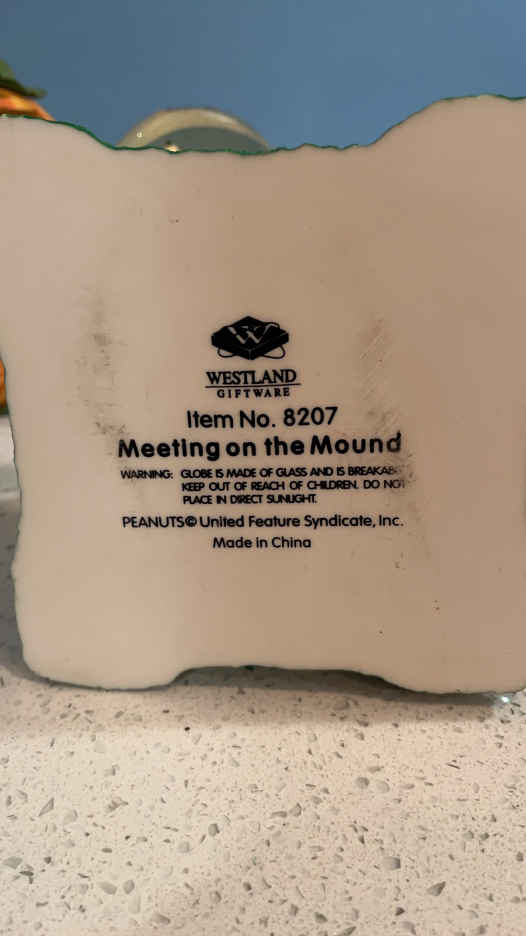 W
WESTLAND
GIFTWARE
Item No. 8207
Meeting on the Mound
WARNING: GLOBE IS MADE OF GLASS AND IS
KEEP OUT OF REACH OF CHILDREN. DO NOT
PLACE IN DIRECT SUNLIGHT.
PEANUTS© United Feature Syndicate, Inc.
Made in China